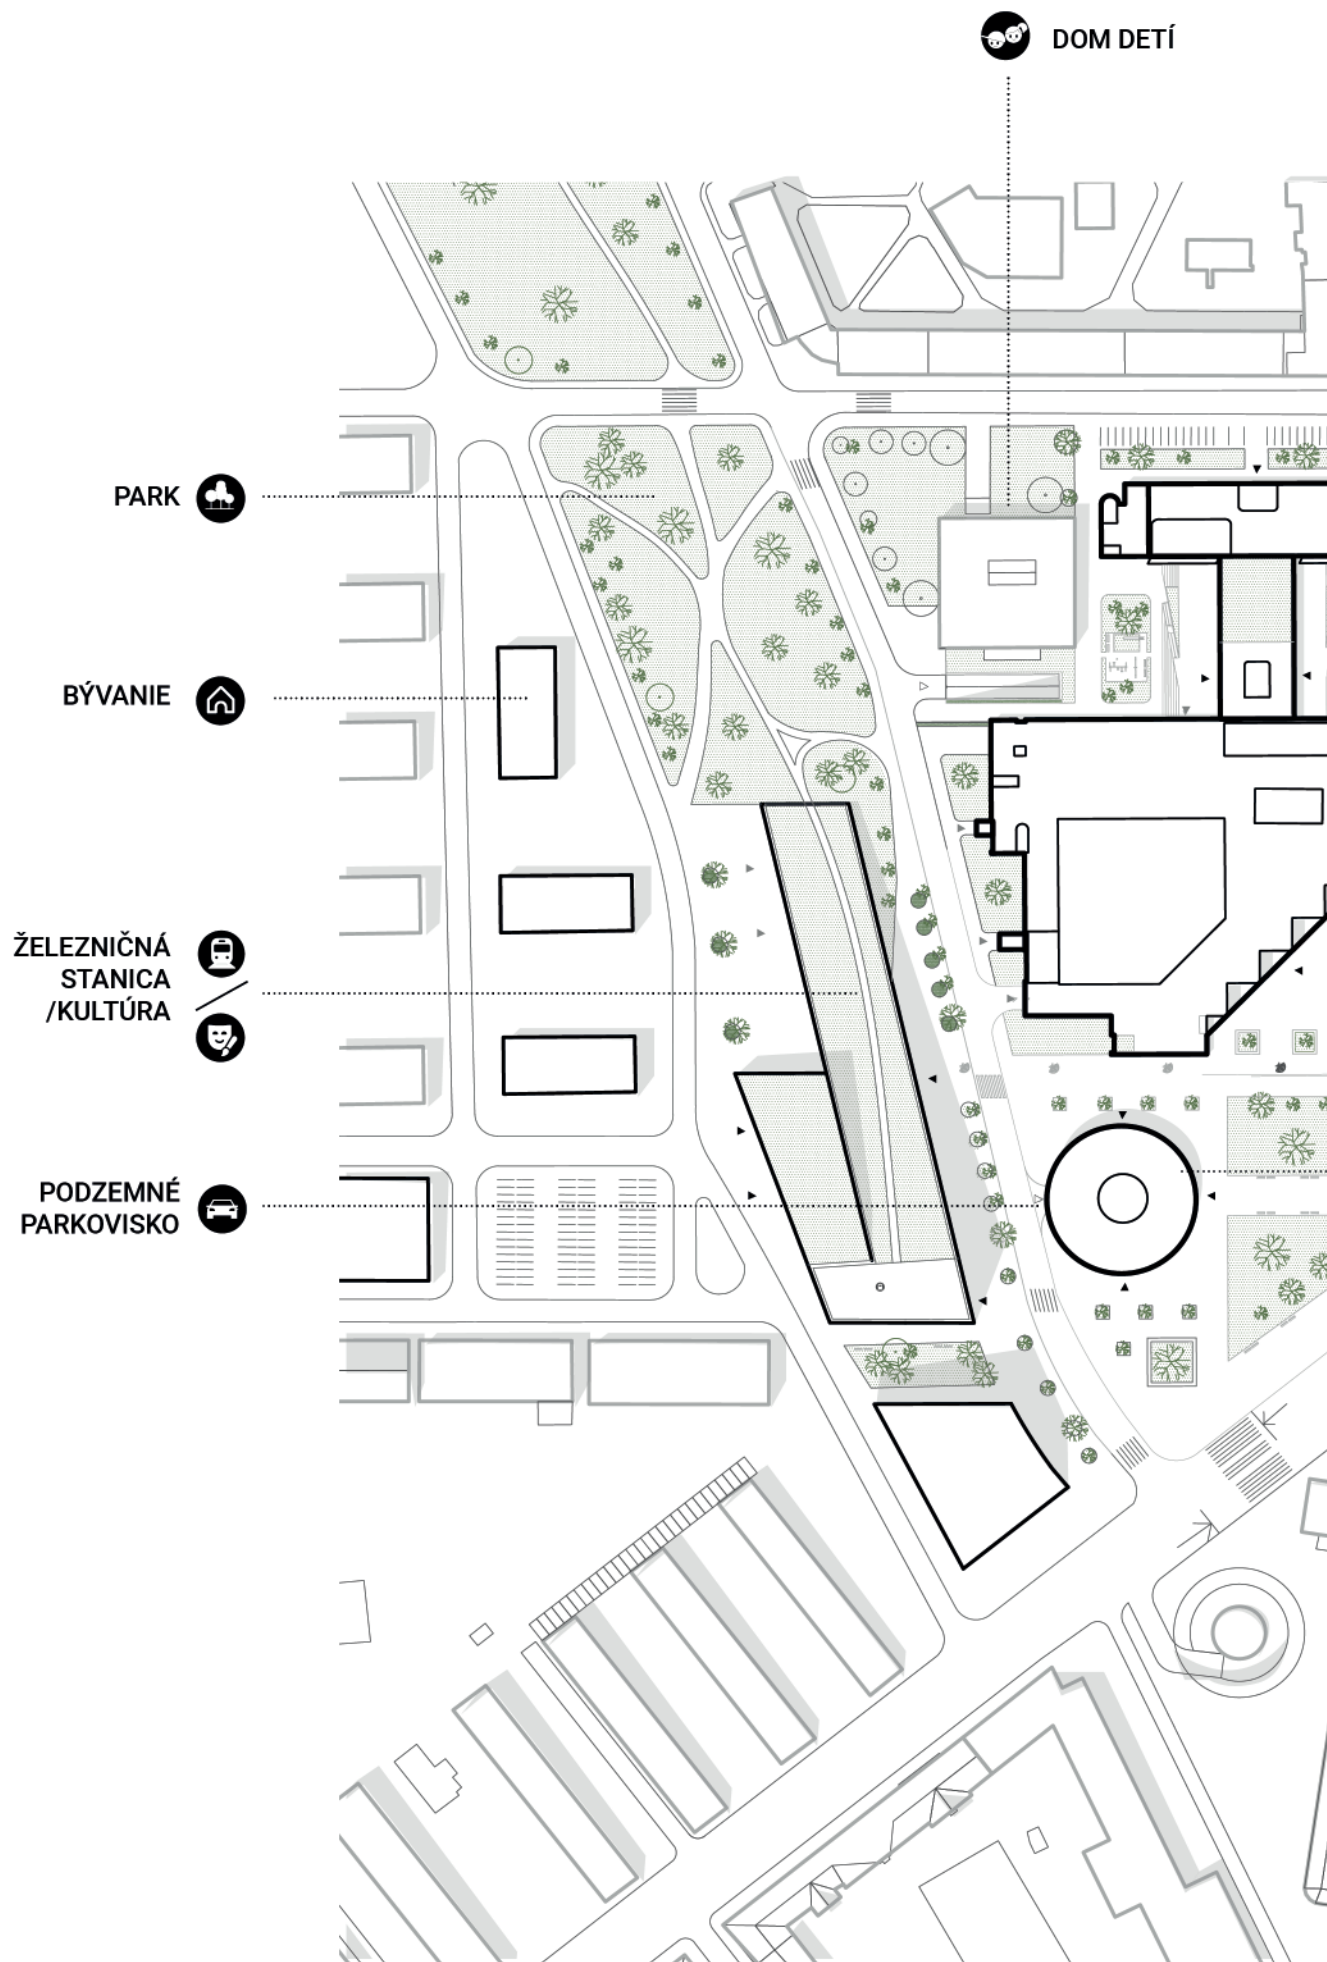 DOM DETÍ
PARK
BÝVANIE
ŽELEZNIČNÁ
STANICA
/KULTÚRA
PODZEMNÉ
PARKOVISKO